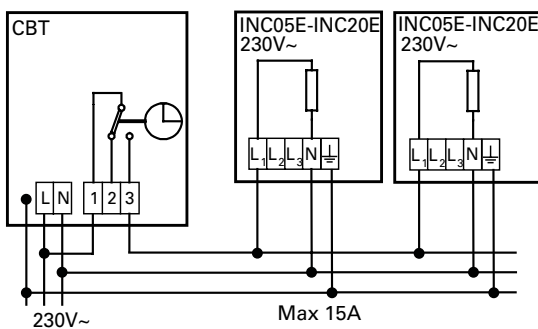 CBT
L N 1 2 3
230V~
INC05E-INC20E
230V~
L1 L2 L3 N
INC05E-INC20E
230V~
L1 L2 L3 N
Max 15A